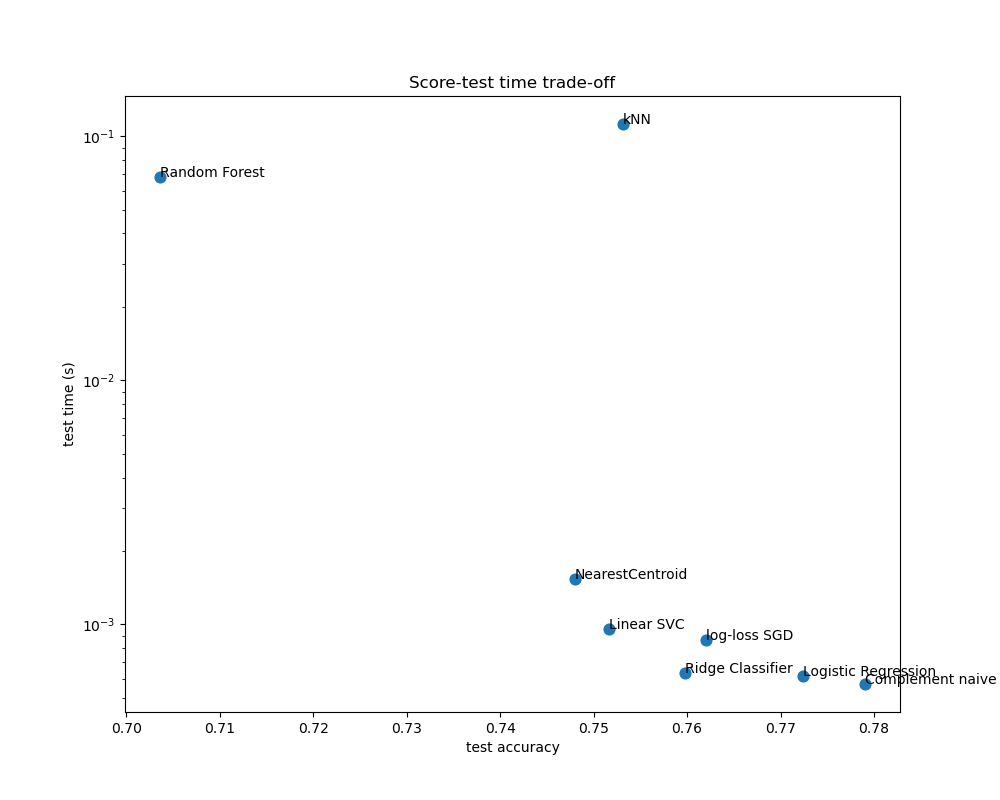 Score-test time trade-off
10⁻¹
10⁻²
10⁻³
test time (s)
kNN
Random Forest
NearestCentroid
Linear SVC
log-loss SGD
Ridge Classifier
Logistic Regression
Complement naive
0.70 0.71 0.72 0.73 0.74 0.75 0.76 0.77 0.78
test accuracy